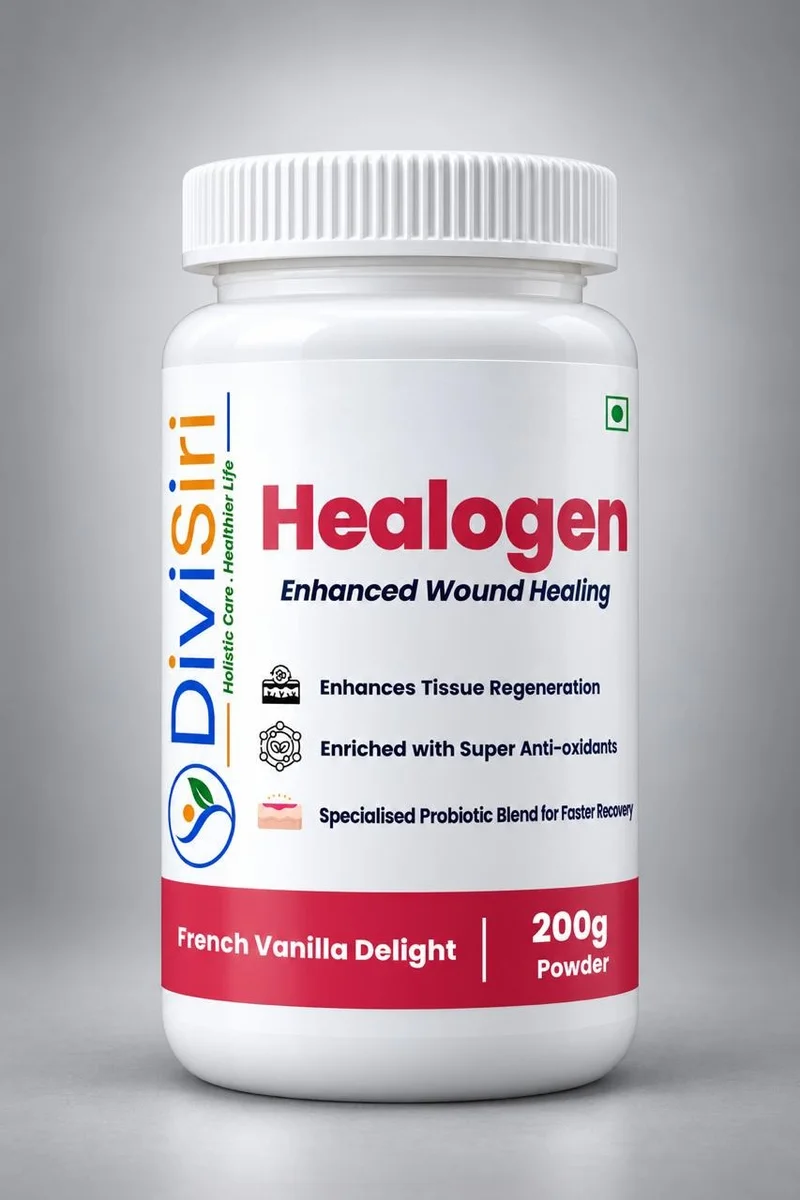 DiviSiri
Holistic Care . Healthier Life
Healogen
Enhanced Wound Healing
Enhances Tissue Regeneration
Enriched with Super Anti-oxidants
Specialised Probiotic Blend for Faster Recovery
French Vanilla Delight
200g
Powder